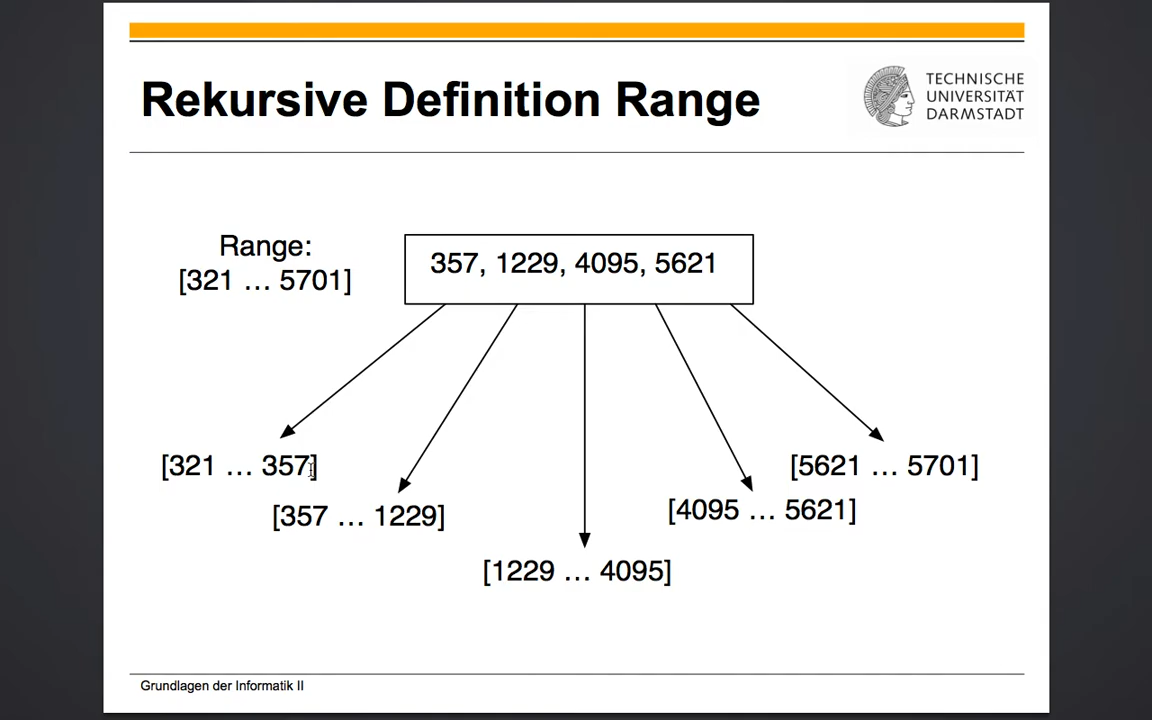 Rekursive Definition Range
TECHNISCHE
UNIVERSITÄT
DARMSTADT
Range:
[321 … 5701]
357, 1229, 4095, 5621
[321 … 357]
[5621 … 5701]
[357 … 1229]
[4095 … 5621]
[1229 … 4095]
Grundlagen der Informatik II